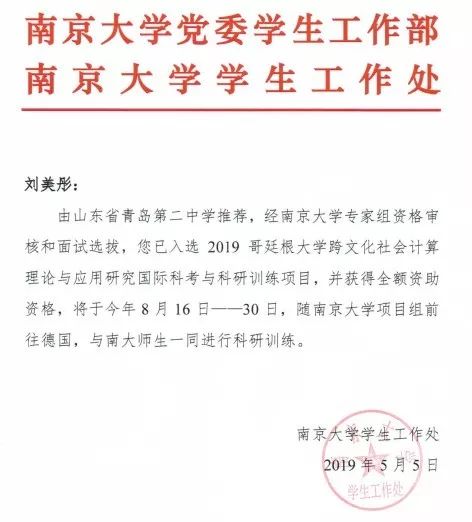 南京大学党委学生工作部
南京大学学生工作处
刘美彤:
由山东省青岛第二中学推荐，经南京大学专家组资格审
核和面试选拔，您已入选 2019 哥廷根大学跨文化社会计算
理论与应用研究国际科考与科研训练项目，并获得全额资助
资格，将于今年 8 月 16 日——30 日，随南京大学项目组前
往德国，与南大师生一同进行科研训练。
南京大学学生工作处
2019 年 5 月 5 日
学生工作处